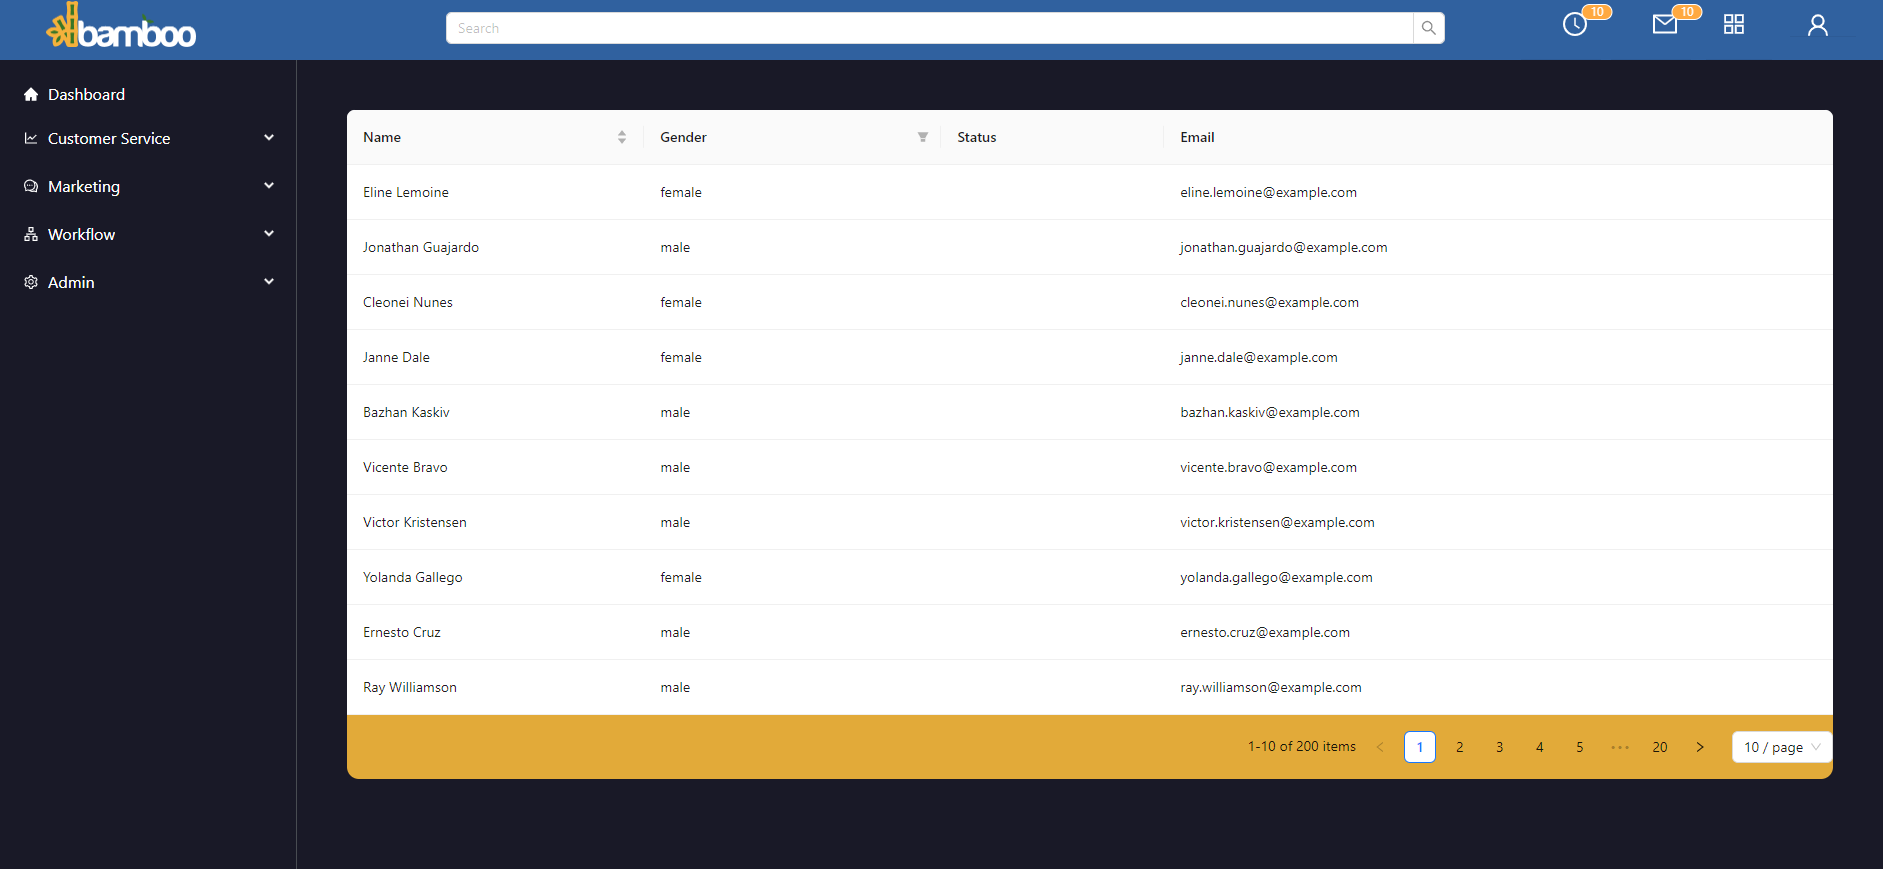 bamboo
Search
10
10
Dashboard
Customer Service
Marketing
Workflow
Admin
Name Gender Status Email
Eline Lemoine female eline.lemoine@example.com
Jonathan Guajardo male jonathan.guajardo@example.com
Cleonei Nunes female cleonei.nunes@example.com
Janne Dale female janne.dale@example.com
Bazhan Kaskiv male bazhan.kaskiv@example.com
Vicente Bravo male vicente.bravo@example.com
Victor Kristensen male victor.kristensen@example.com
Yolanda Gallego female yolanda.gallego@example.com
Ernesto Cruz male ernesto.cruz@example.com
Ray Williamson male ray.williamson@example.com
1-10 of 200 items < 1 2 3 4 5 ••• 20 > 10 / page